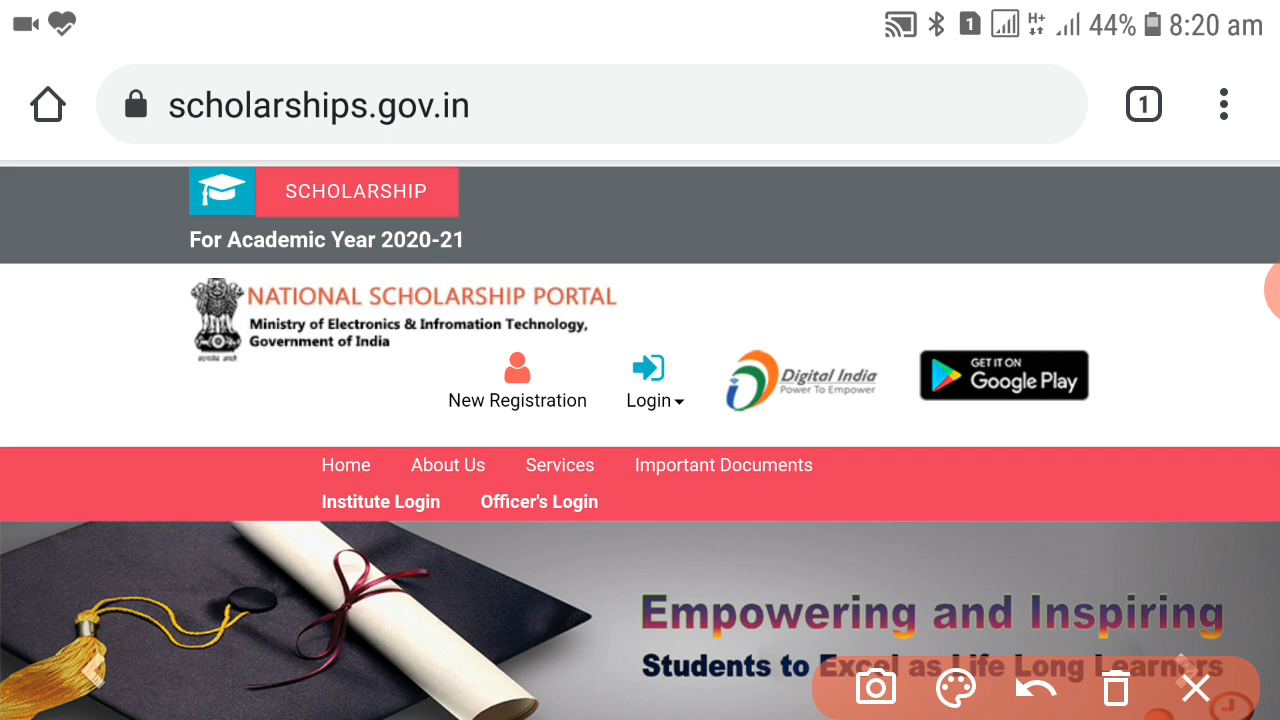 1 H+ 44% 8:20 am
scholarships.gov.in 1
SCHOLARSHIP
For Academic Year 2020-21
NATIONAL SCHOLARSHIP PORTAL
Ministry of Electronics & Infromation Technology,
Government of India
New Registration
Login
Digital India
Power To Empower
GET IT ON
Google Play
Home About Us Services Important Documents
Institute Login Officer's Login
Empowering and Inspiring
Students to Excel as Life Long Learners